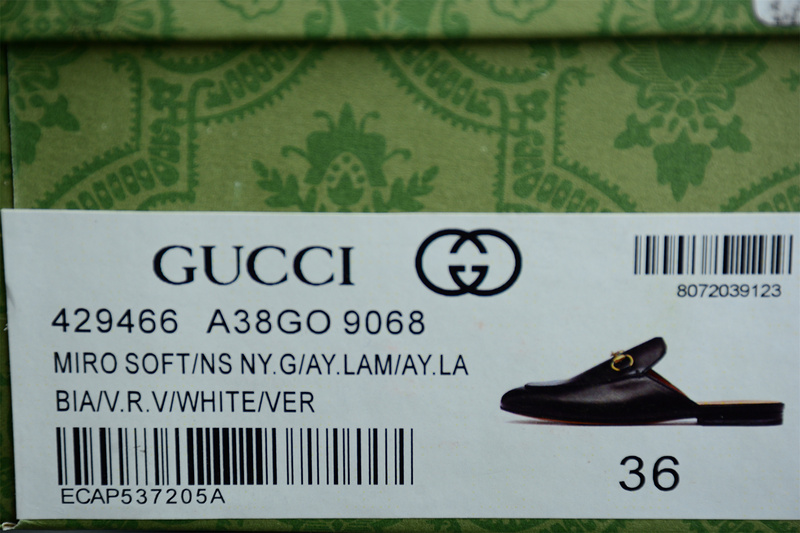 GUCCI
8072039123
429466 A38GO 9068
MIRO SOFT/NS NY.G/AY.LAM/AY.LA
BIA/V.R.V/WHITE/VER
ECAP537205A
36